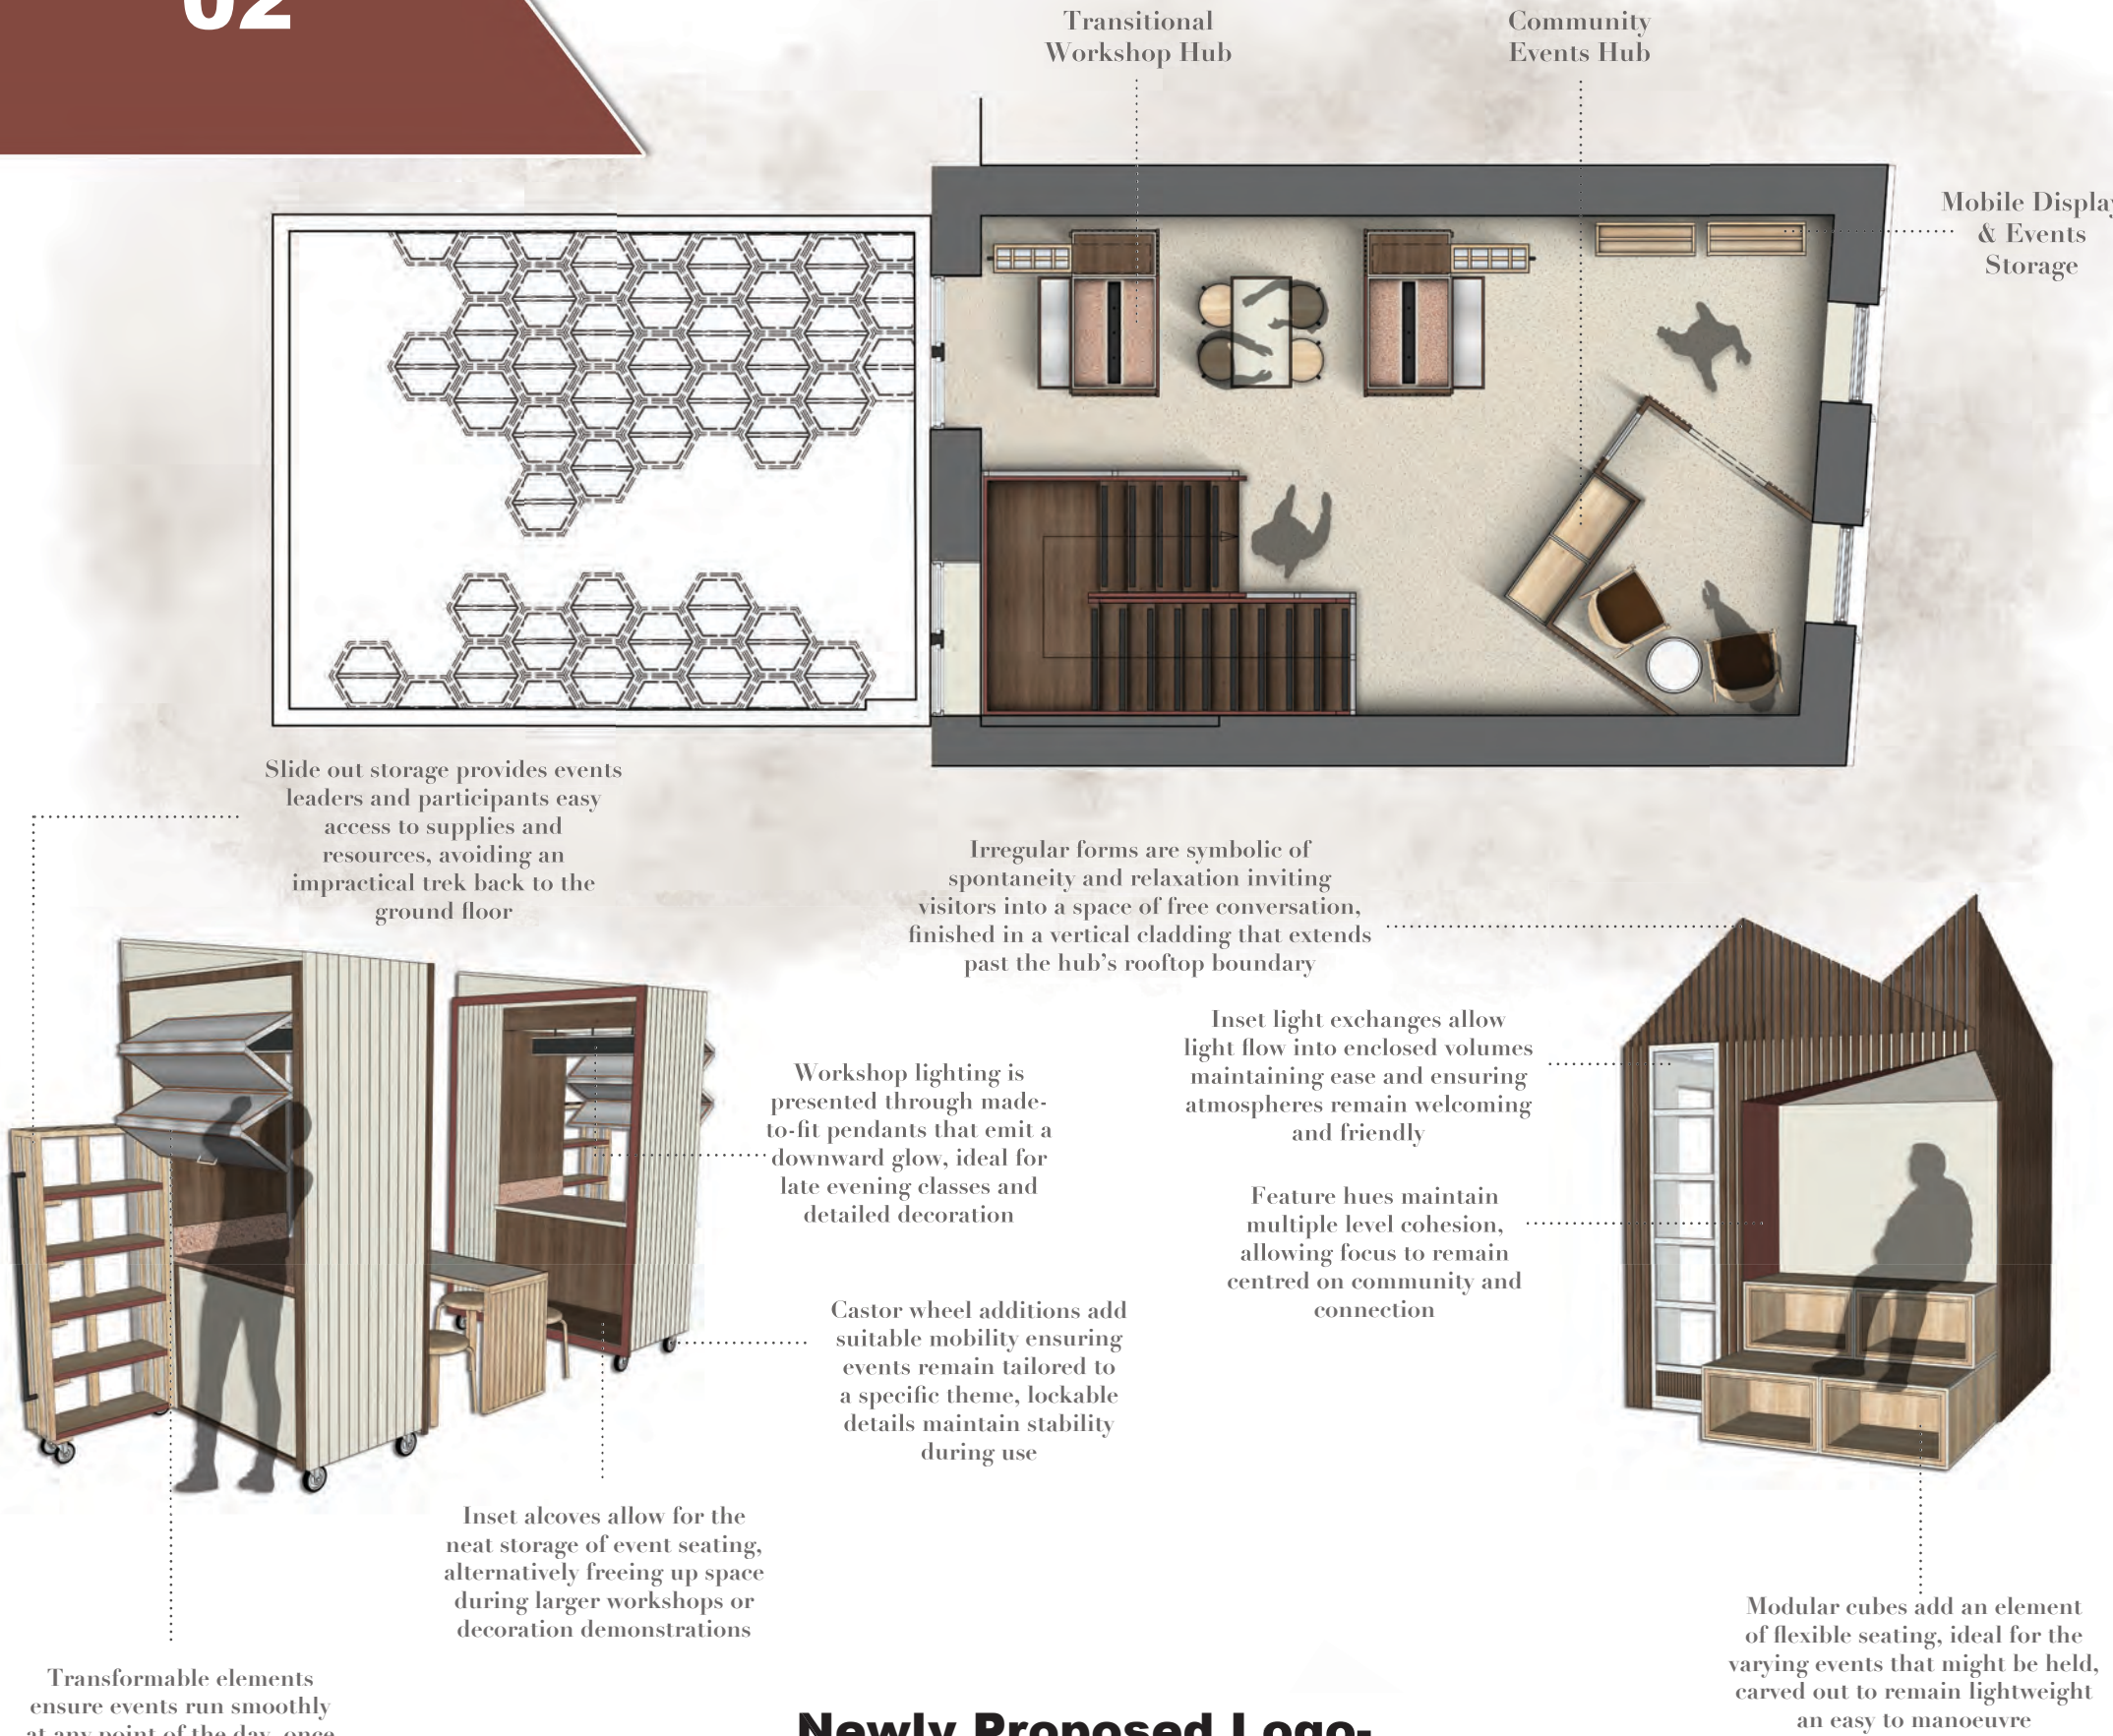 02
Transitional
Workshop Hub
Community
Events Hub
Mobile Display
& Events
Storage
Slide out storage provides events
leaders and participants easy
access to supplies and
resources, avoiding an
impractical trek back to the
ground floor
Irregular forms are symbolic of
spontaneity and relaxation inviting
visitors into a space of free conversation,
finished in a vertical cladding that extends
past the hub's rooftop boundary
Inset light exchanges allow
light flow into enclosed volumes
maintaining ease and ensuring
atmospheres remain welcoming
and friendly
Workshop lighting is
presented through made-
to-fit pendants that emit a
downward glow, ideal for
late evening classes and
detailed decoration
Feature hues maintain
multiple level cohesion,
allowing focus to remain
centred on community and
connection
Castor wheel additions add
suitable mobility ensuring
events remain tailored to
a specific theme, lockable
details maintain stability
during use
Inset alcoves allow for the
neat storage of event seating,
alternatively freeing up space
during larger workshops or
decoration demonstrations
Modular cubes add an element
of flexible seating, ideal for the
varying events that might be held,
carved out to remain lightweight
an easy to manoeuvre
Transformable elements
ensure events run smoothly
at any point of the day, once
Newly Proposed Logo-